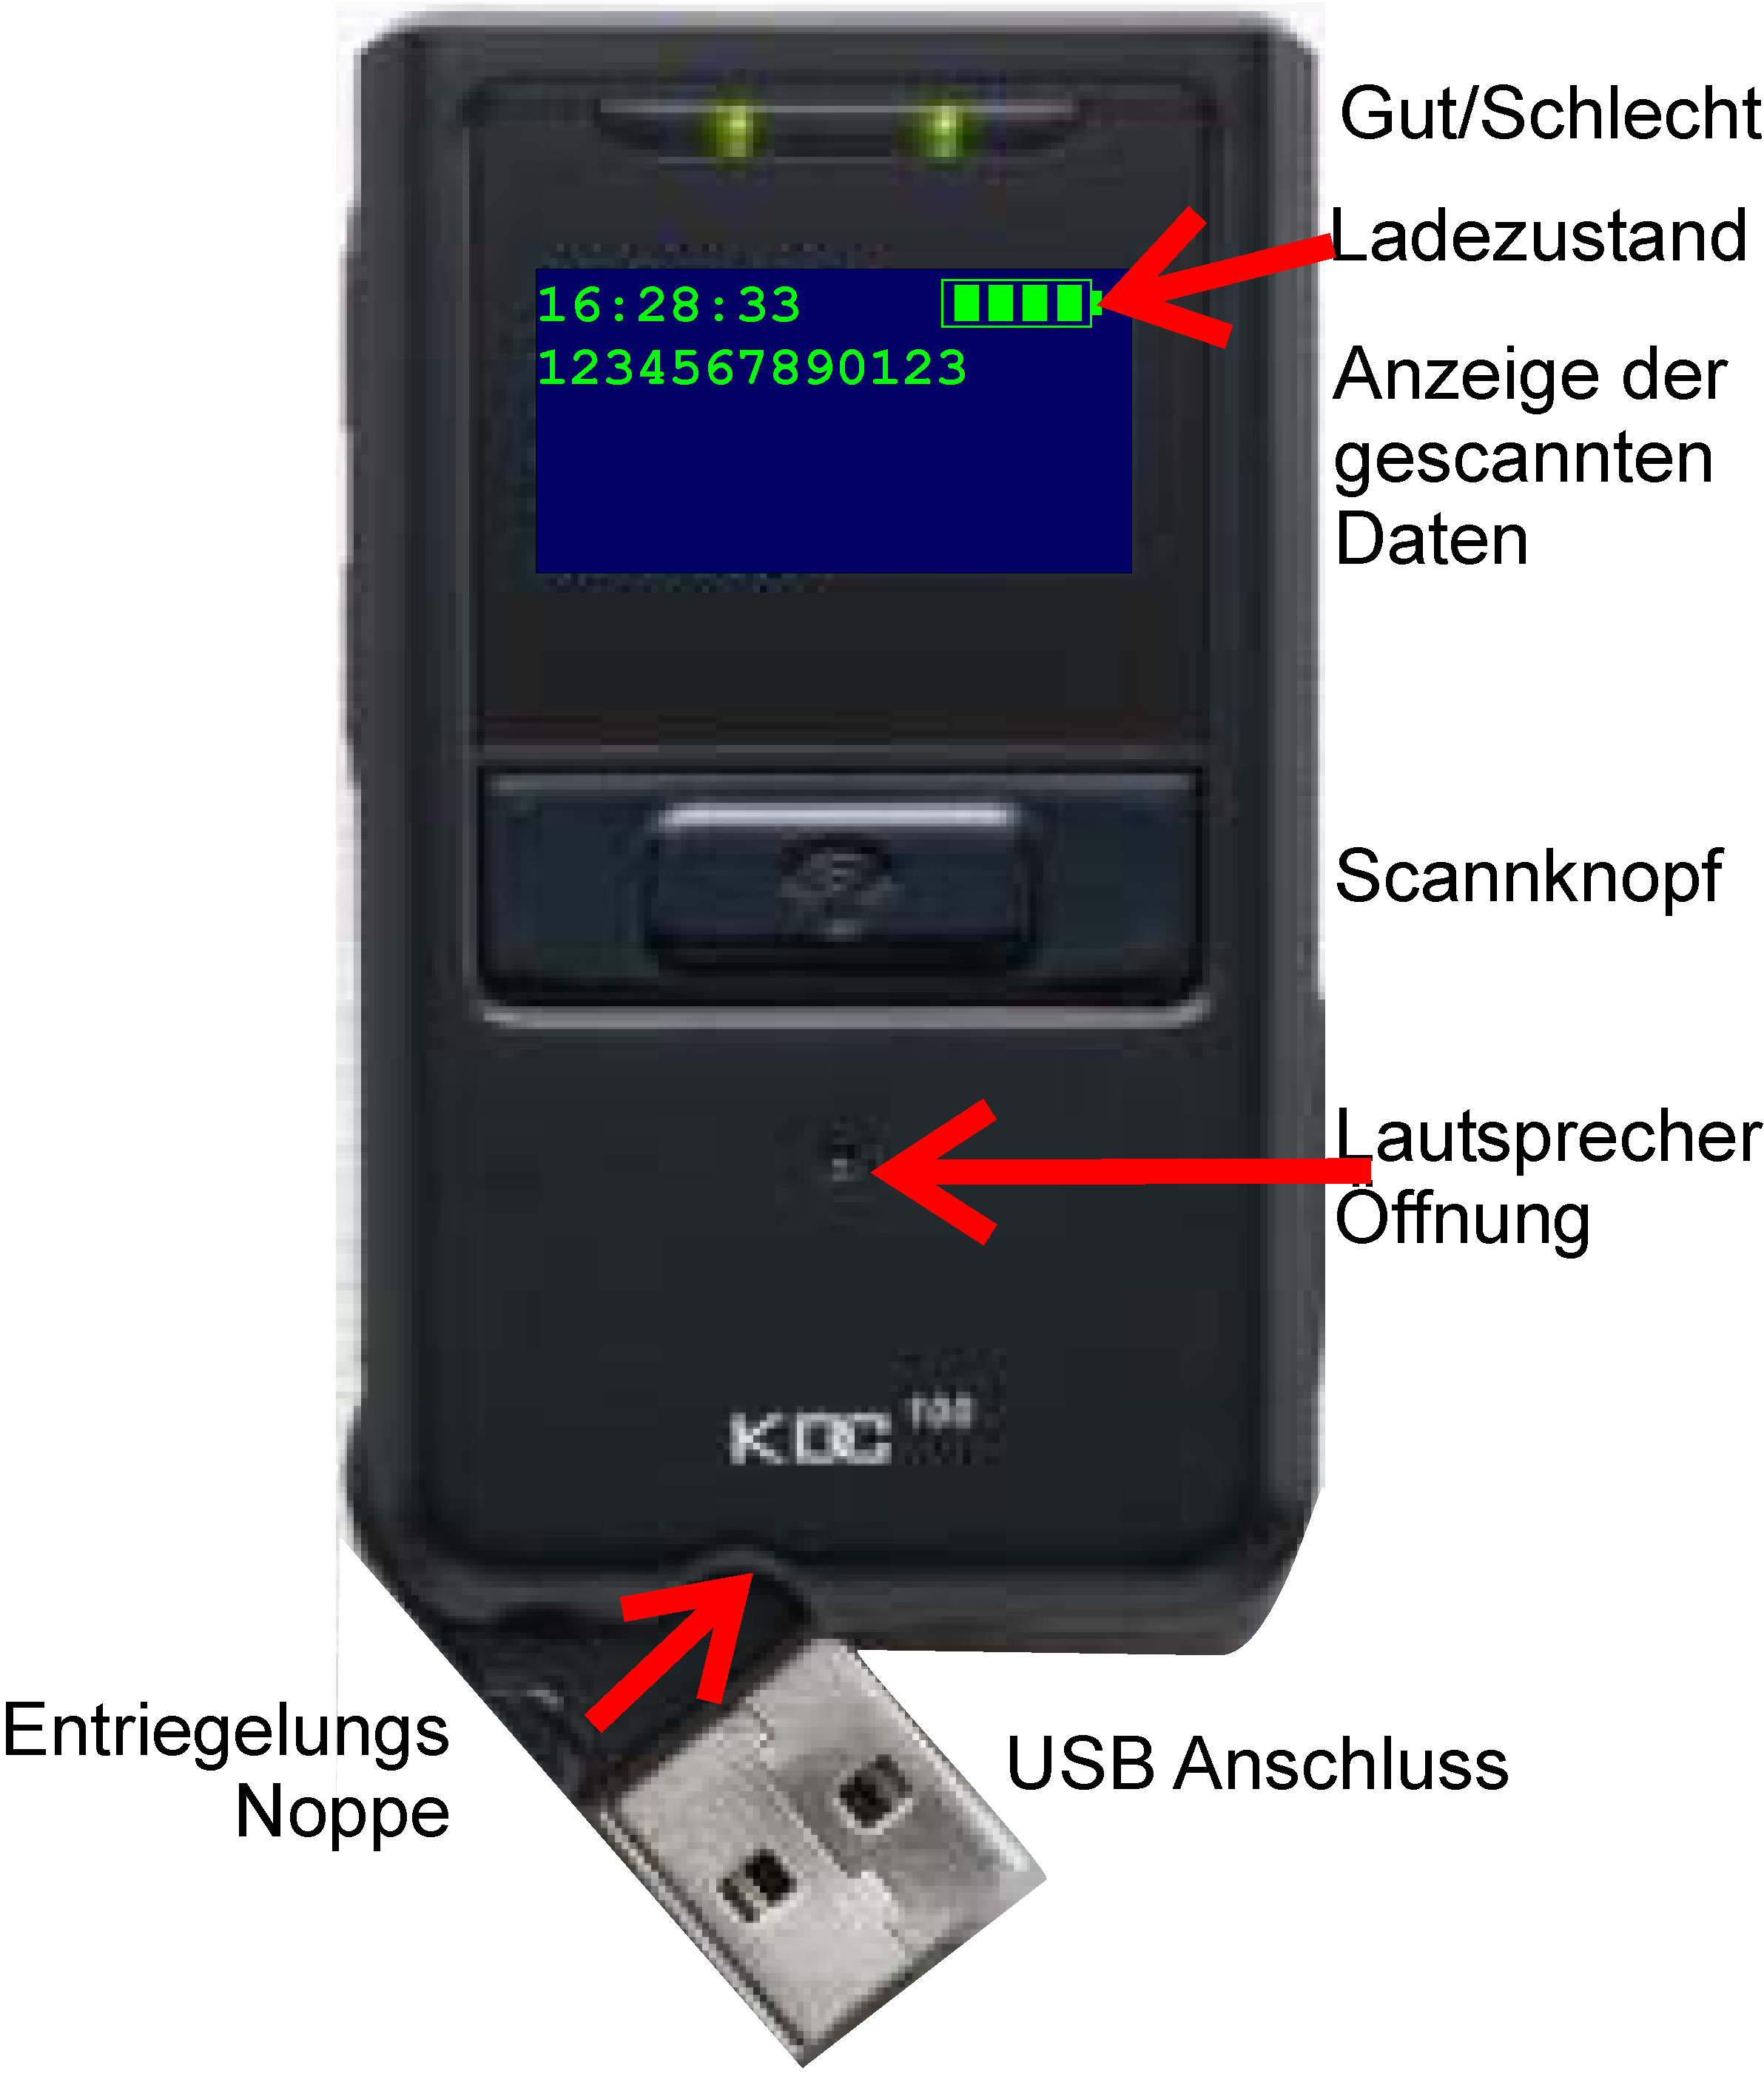 Gut/Schlecht
Ladezustand
16:28:33
1234567890123
Anzeige der
gescannten
Daten
Scannknopf
Lautsprecher
Öffnung
KDC 100
Entriegelungs
Noppe
USB Anschluss